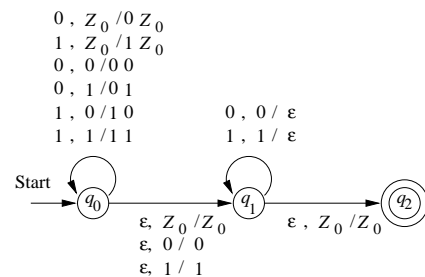 0 , Z0 /0 Z0
1 , Z0 /1 Z0
0 , 0 / 0 0
0 , 1 / 0 1
1 , 0 / 1 0
1 , 1 / 1 1
0 , 0 / ε
1 , 1 / ε
Start
q0
q1
q2
ε, Z0 / Z0
ε, 0 / 0
ε, 1 / 1
ε , Z0 / Z0